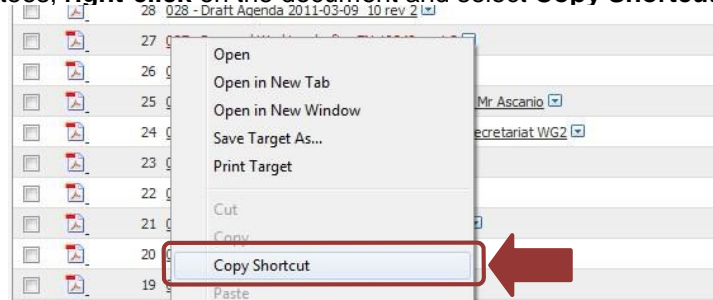 right-click on the document and select Copy Shortcut
28 028 - Draft Agenda 2011-03-09 10 rev 2
27
Open
26
Open in New Tab
25 Mr Ascanio
Open in New Window
24 ecretariat WG2
Save Target As...
23
Print Target
22
Cut
21
Copy
20
Copy Shortcut
19
Paste